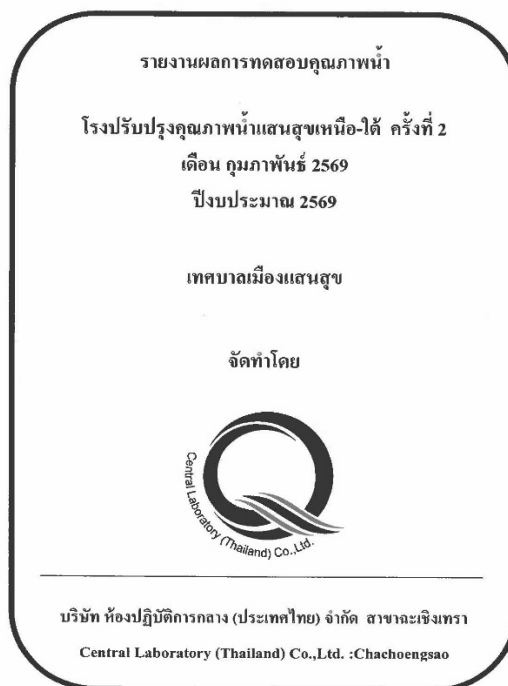 รายงานผลการทดสอบคุณภาพน้ำ
โรงปรับปรุงคุณภาพน้ำแสนสุขเหนือ-ใต้ ครั้งที่ 2
เดือน กุมภาพันธ์ 2569
ปีงบประมาณ 2569
เทศบาลเมืองแสนสุข
จัดทำโดย
Central Laboratory (Thailand) Co.,Ltd.
บริษัท ห้องปฏิบัติการกลาง (ประเทศไทย) จำกัด สาขาฉะเชิงเทรา
Central Laboratory (Thailand) Co.,Ltd. :Chachoengsao